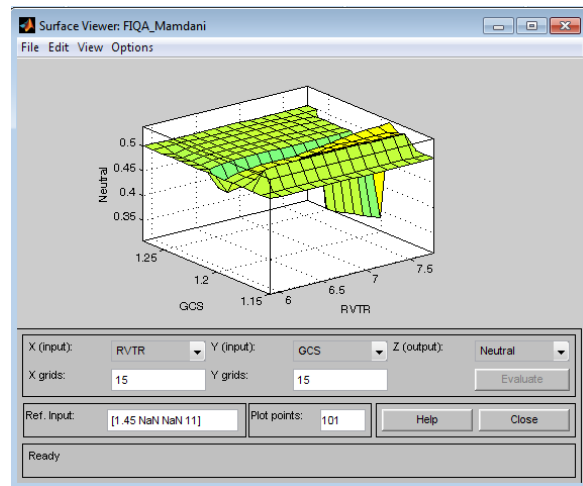 Surface Viewer: FIQA_Mamdani
File Edit View Options
0.5
0.45
0.4
0.35
Neutral
1.25
1.2
1.15
GCS
6
6.5
7
7.5
RVTR
X (input): RVTR Y (input): GCS Z (output): Neutral
X grids: 15 Y grids: 15 Evaluate
Ref. Input: [1.45 NaN NaN 11] Plot points: 101 Help Close
Ready